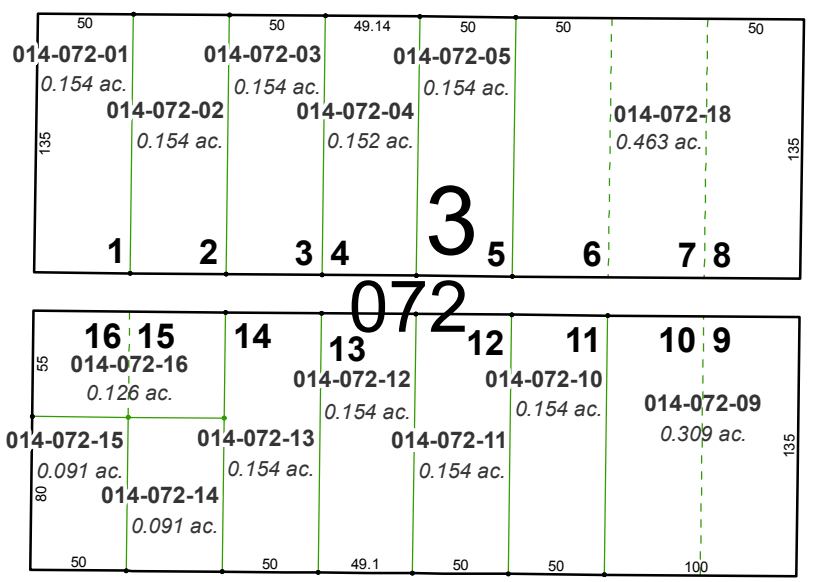 50 50 49.14 50 50 50
014-072-01 014-072-03 014-072-05
0.154 ac. 0.154 ac. 0.154 ac.
014-072-02 014-072-04 014-072-18
0.154 ac. 0.152 ac. 0.463 ac.
135 135
3
1 2 3 4 5 6 7 8
072
16 15 14 13 12 11 10 9
55
014-072-16 014-072-12 014-072-10
0.126 ac. 0.154 ac. 0.154 ac.
014-072-09
0.309 ac.
014-072-15 014-072-13 014-072-11
0.091 ac. 0.154 ac. 0.154 ac.
135
80
014-072-14
0.091 ac.
50 50 49.1 50 50 100